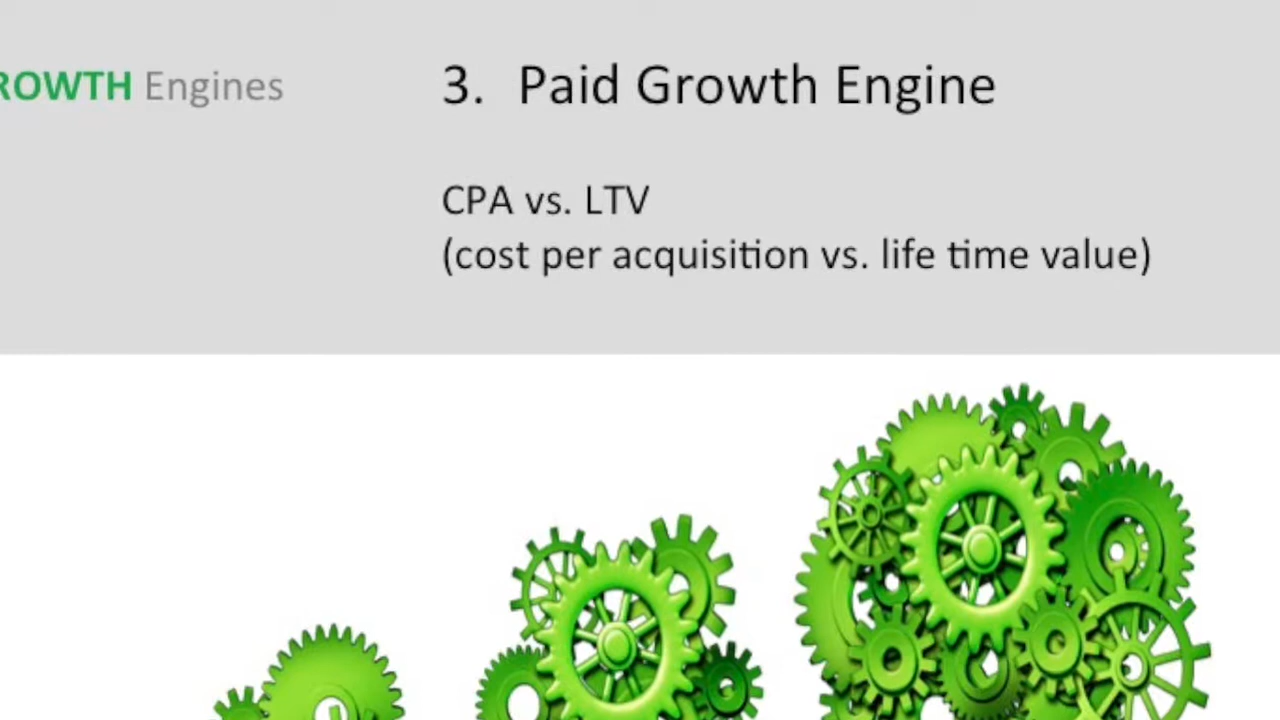 ROWTH Engines
3. Paid Growth Engine
CPA vs. LTV
(cost per acquisition vs. life time value)